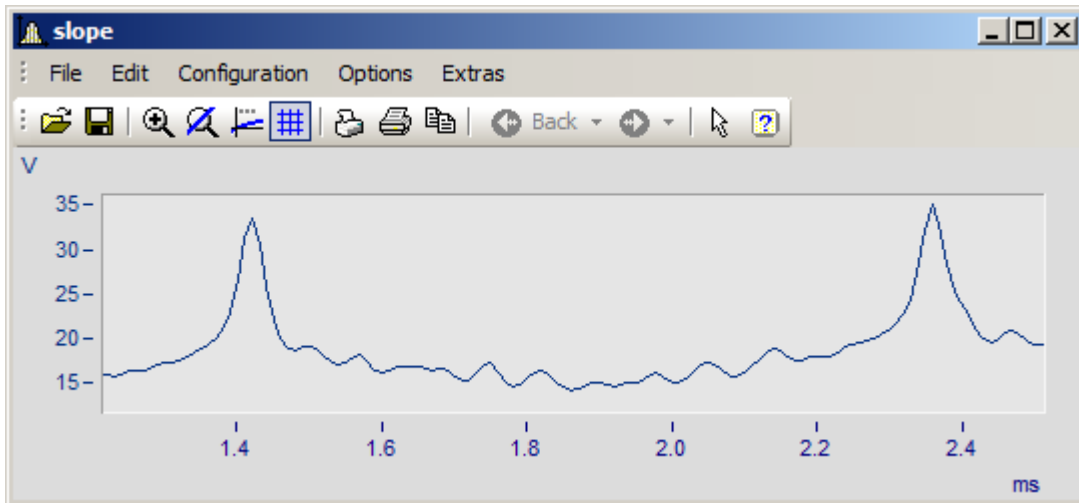 slope
File Edit Configuration Options Extras
Back
V
35
30
25
20
15
1.4 1.6 1.8 2.0 2.2 2.4
ms